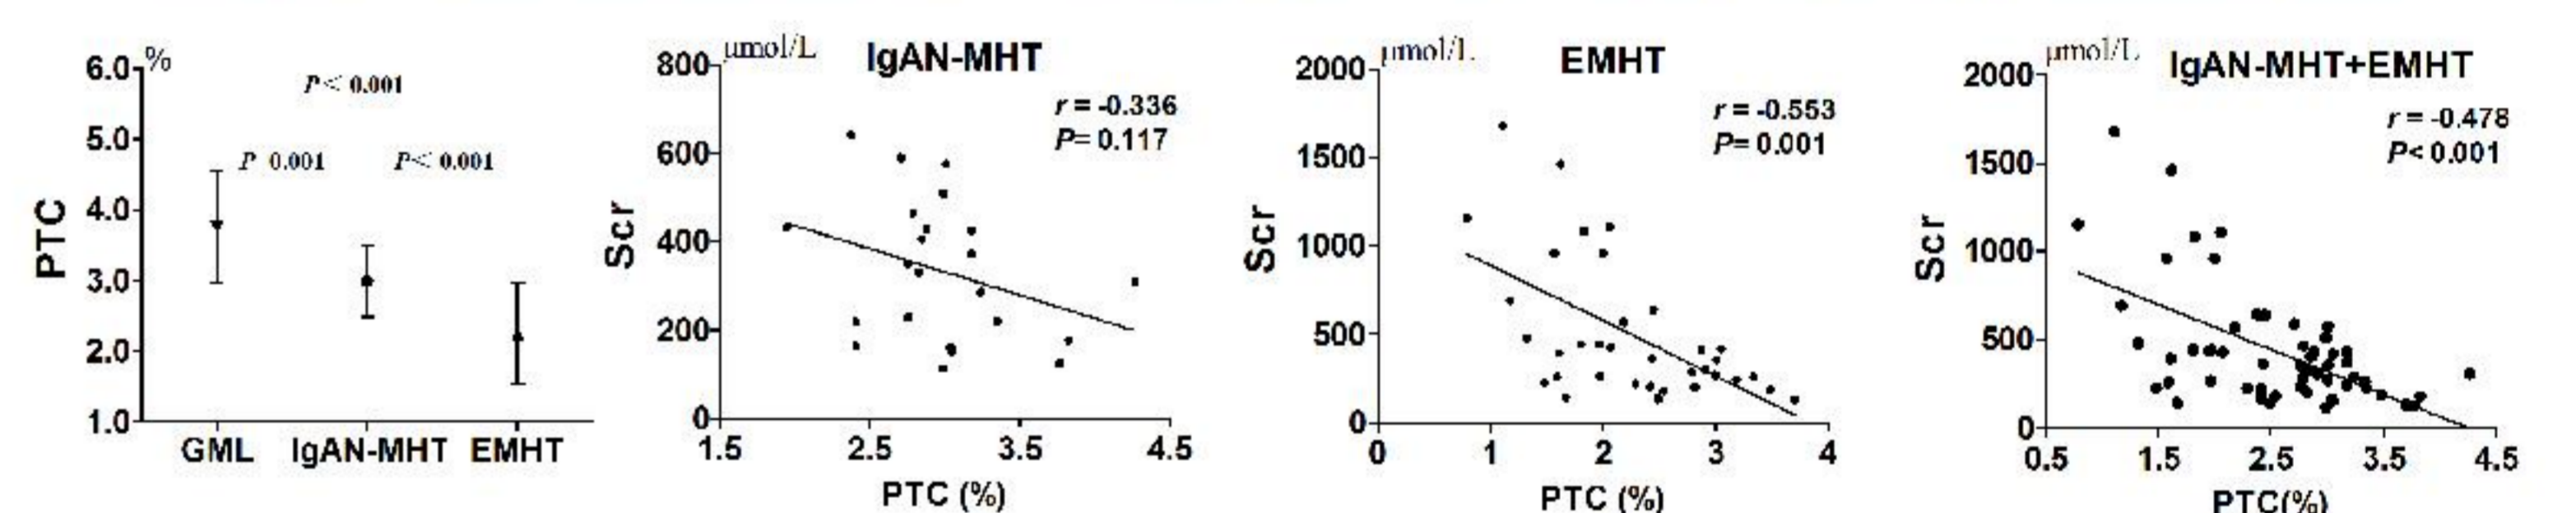 %
6.0
P< 0.001
5.0
P 0.001 P< 0.001
4.0
3.0
2.0
1.0
PTC
GML IgAN-MHT EMHT
μmol/L IgAN-MHT
800
r = -0.336
P= 0.117
600
400
200
0
Scr
1.5 2.5 3.5 4.5
PTC (%)
μmol/L EMHT
2000
r = -0.553
P= 0.001
1500
1000
500
0
Scr
0 1 2 3 4
PTC (%)
μmol/L IgAN-MHT+EMHT
2000
r = -0.478
P< 0.001
1500
1000
500
0
Scr
0.5 1.5 2.5 3.5 4.5
PTC(%)